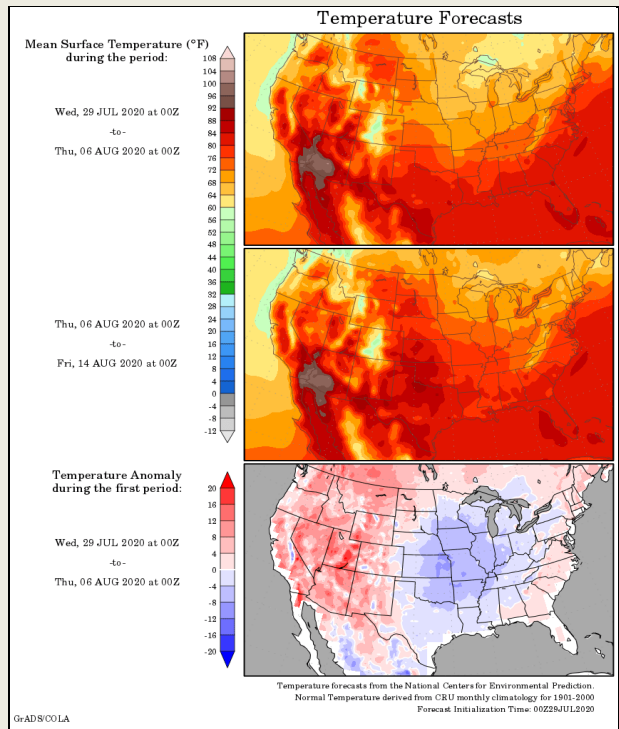 Temperature Forecasts
Mean Surface Temperature (°F)
during the period:
Wed, 29 JUL 2020 at 00Z
-to-
Thu, 06 AUG 2020 at 00Z
108
104
100
96
92
88
84
80
76
72
68
64
60
56
52
48
44
40
36
32
28
24
20
16
12
8
4
0
-4
-8
-12
Thu, 06 AUG 2020 at 00Z
-to-
Fri, 14 AUG 2020 at 00Z
Temperature Anomaly
during the first period:
Wed, 29 JUL 2020 at 00Z
-to-
Thu, 06 AUG 2020 at 00Z
20
16
12
8
4
0
-4
-8
-12
-16
-20
Temperature forecasts from the National Centers for Environmental Prediction.
Normal Temperature derived from CRU monthly climatology for 1901-2000
Forecast Initialization Time: 00Z29JUL2020
GrADS/COLA